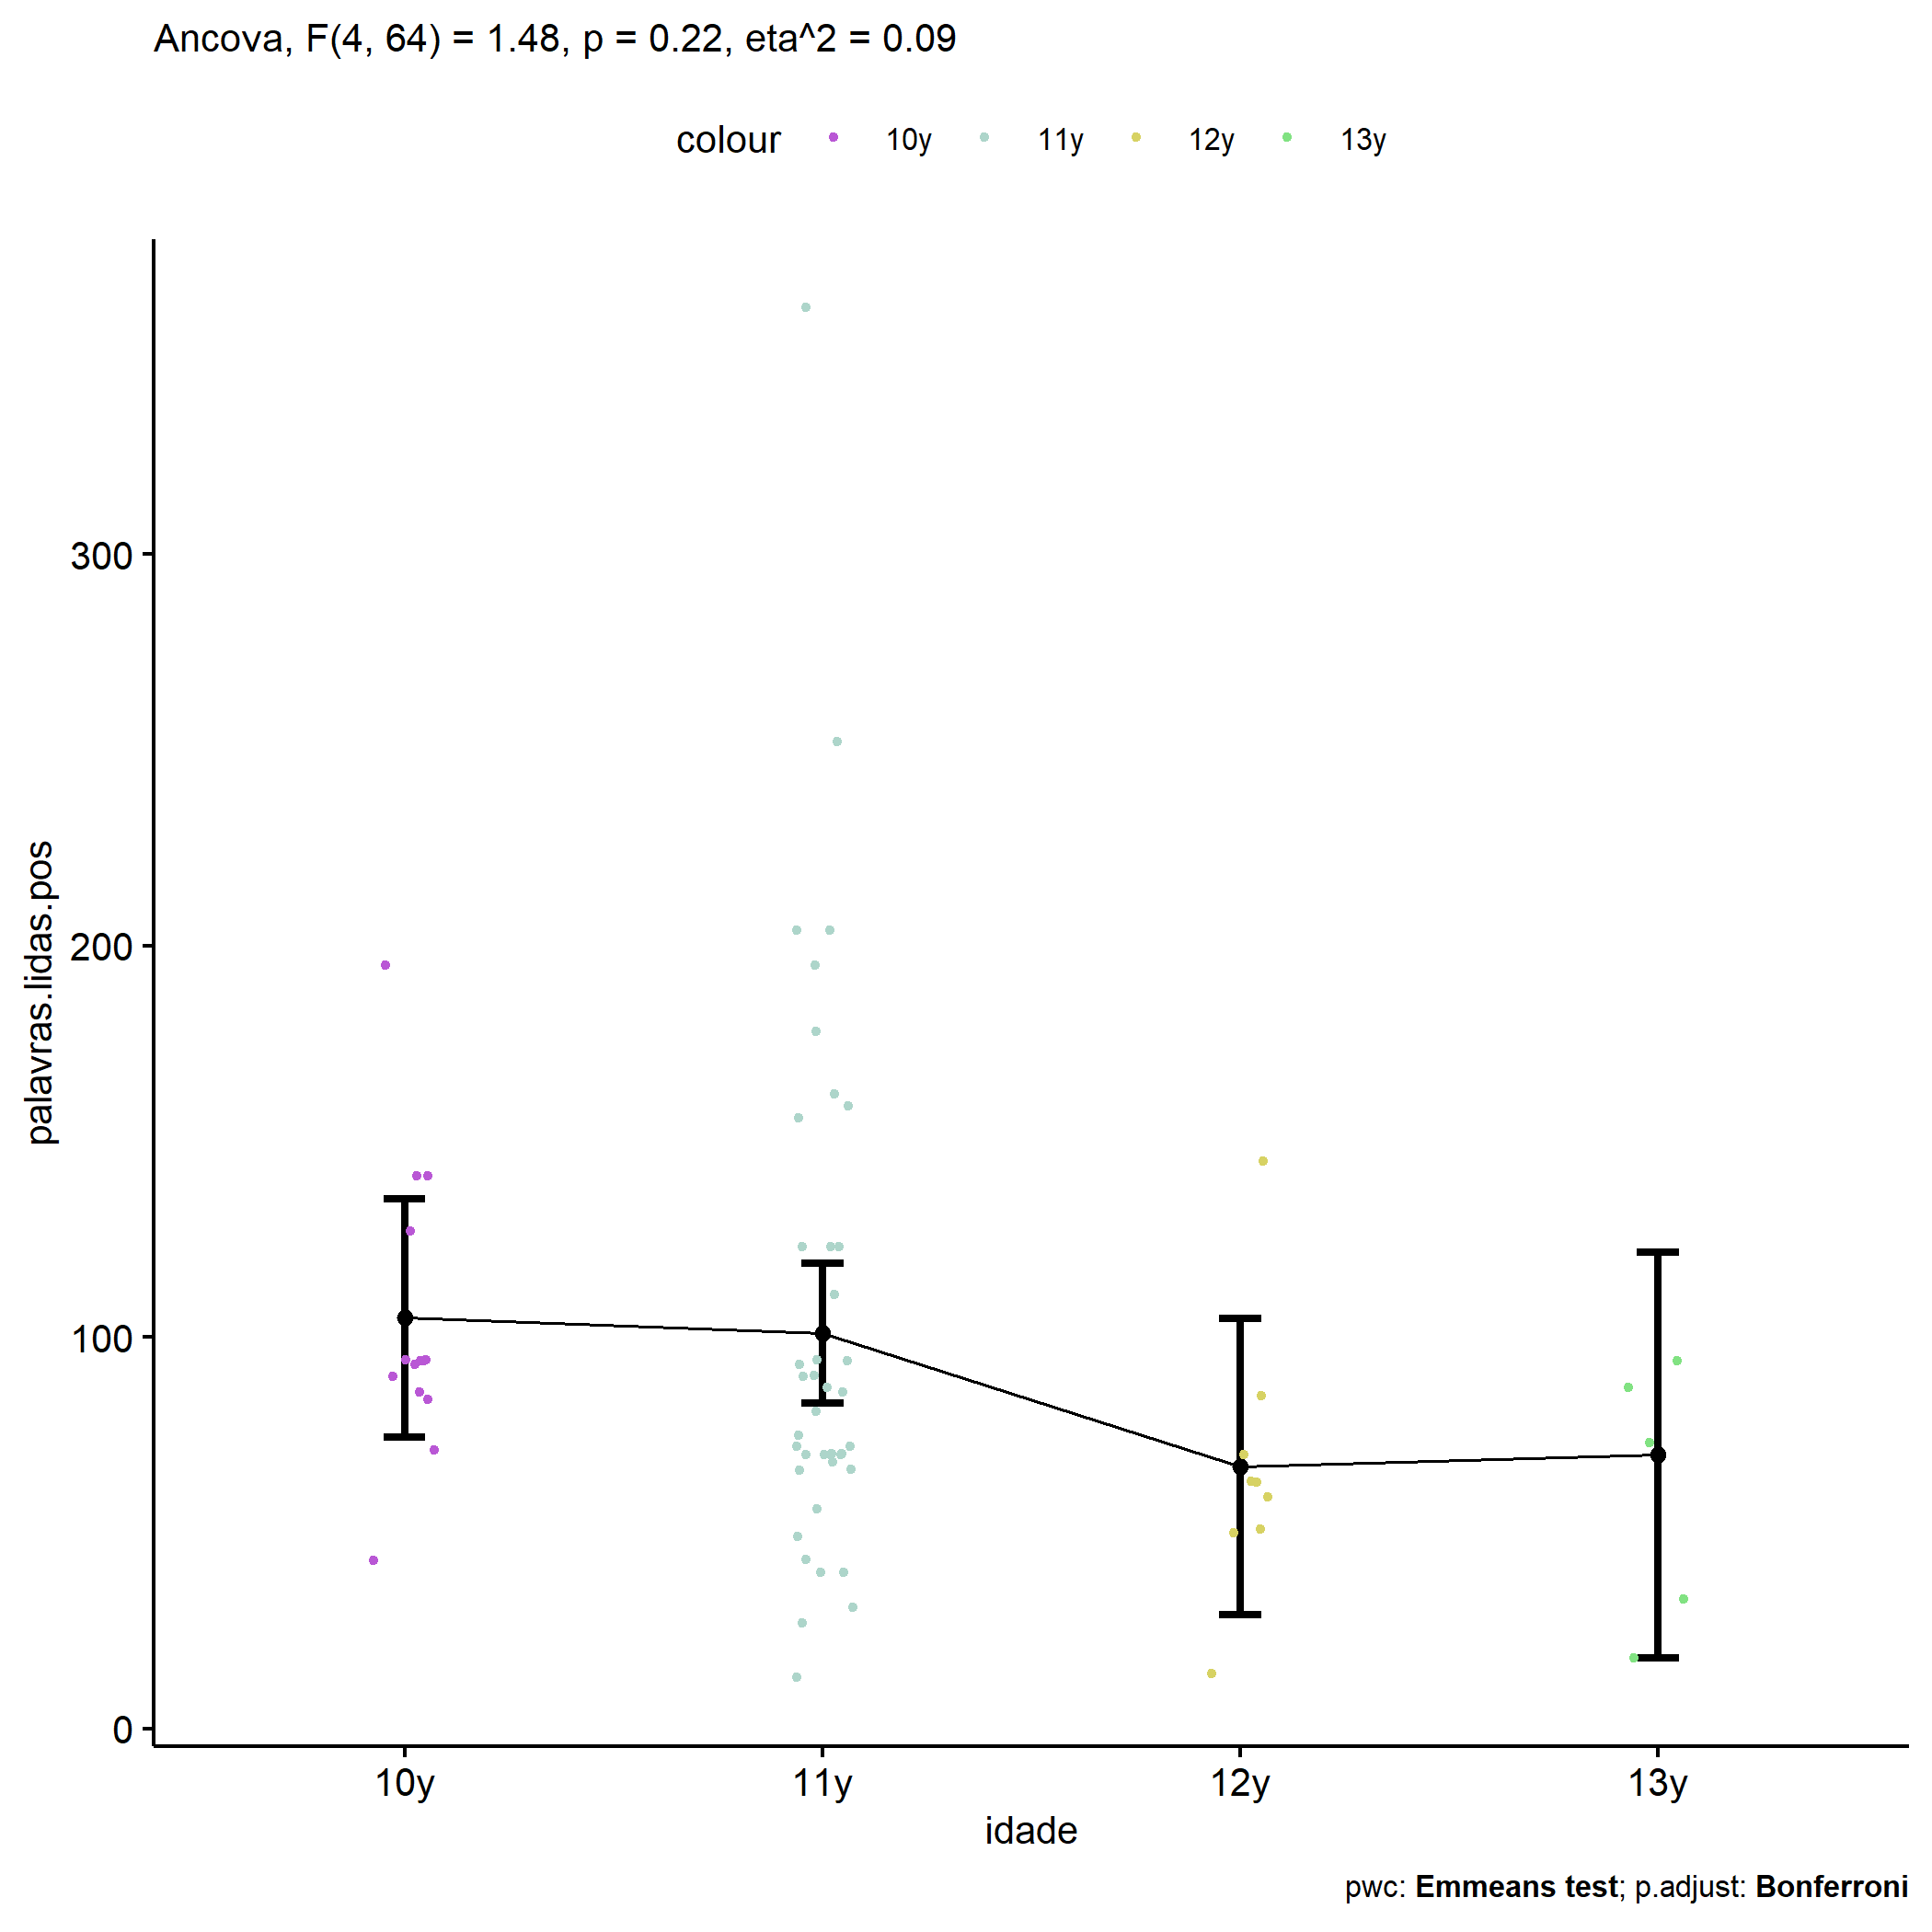 Ancova, F(4, 64) = 1.48, p = 0.22, eta^2 = 0.09
colour 10y 11y 12y 13y
300
200
100
0
palavras.lidas.pos
10y 11y 12y 13y
idade
pwc: Emmeans test; p.adjust: Bonferroni